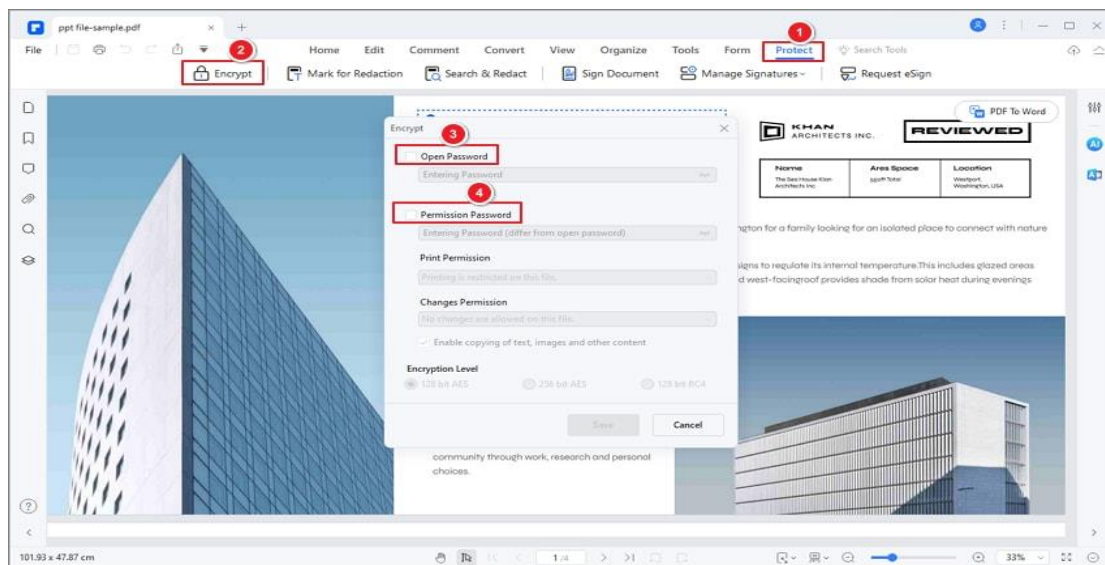 ppt file-sample.pdf
1
File
2
Home Edit Comment Convert View Organize Tools Form Protect Search Tools
Encrypt Mark for Redaction Search & Redact Sign Document Manage Signatures Request eSign
PDF To Word
Encrypt
3
Open Password
Entering Password
4
Permission Password
Entering Password (differ from open password)
Print Permission
Printing is restricted on this file.
Changes Permission
No changes are allowed on this file.
Enable copying of text, images and other content
Encryption Level
128 bit AES 256 bit AES 128 bit RC4
Save Cancel
KHAN
ARCHITECTS INC.
REVIEWED
Name Area Space Location
The Sea House Architects Inc Total Westport,
Washington, USA
ngton for a family looking for an isolated place to connect with nature
signs to regulate its internal temperature.This includes glazed areas
d west-facingroof provides shade from solar heat during evenings
community through work, research and personal
choices.
101.93 x 47.87 cm 1 /4 33%